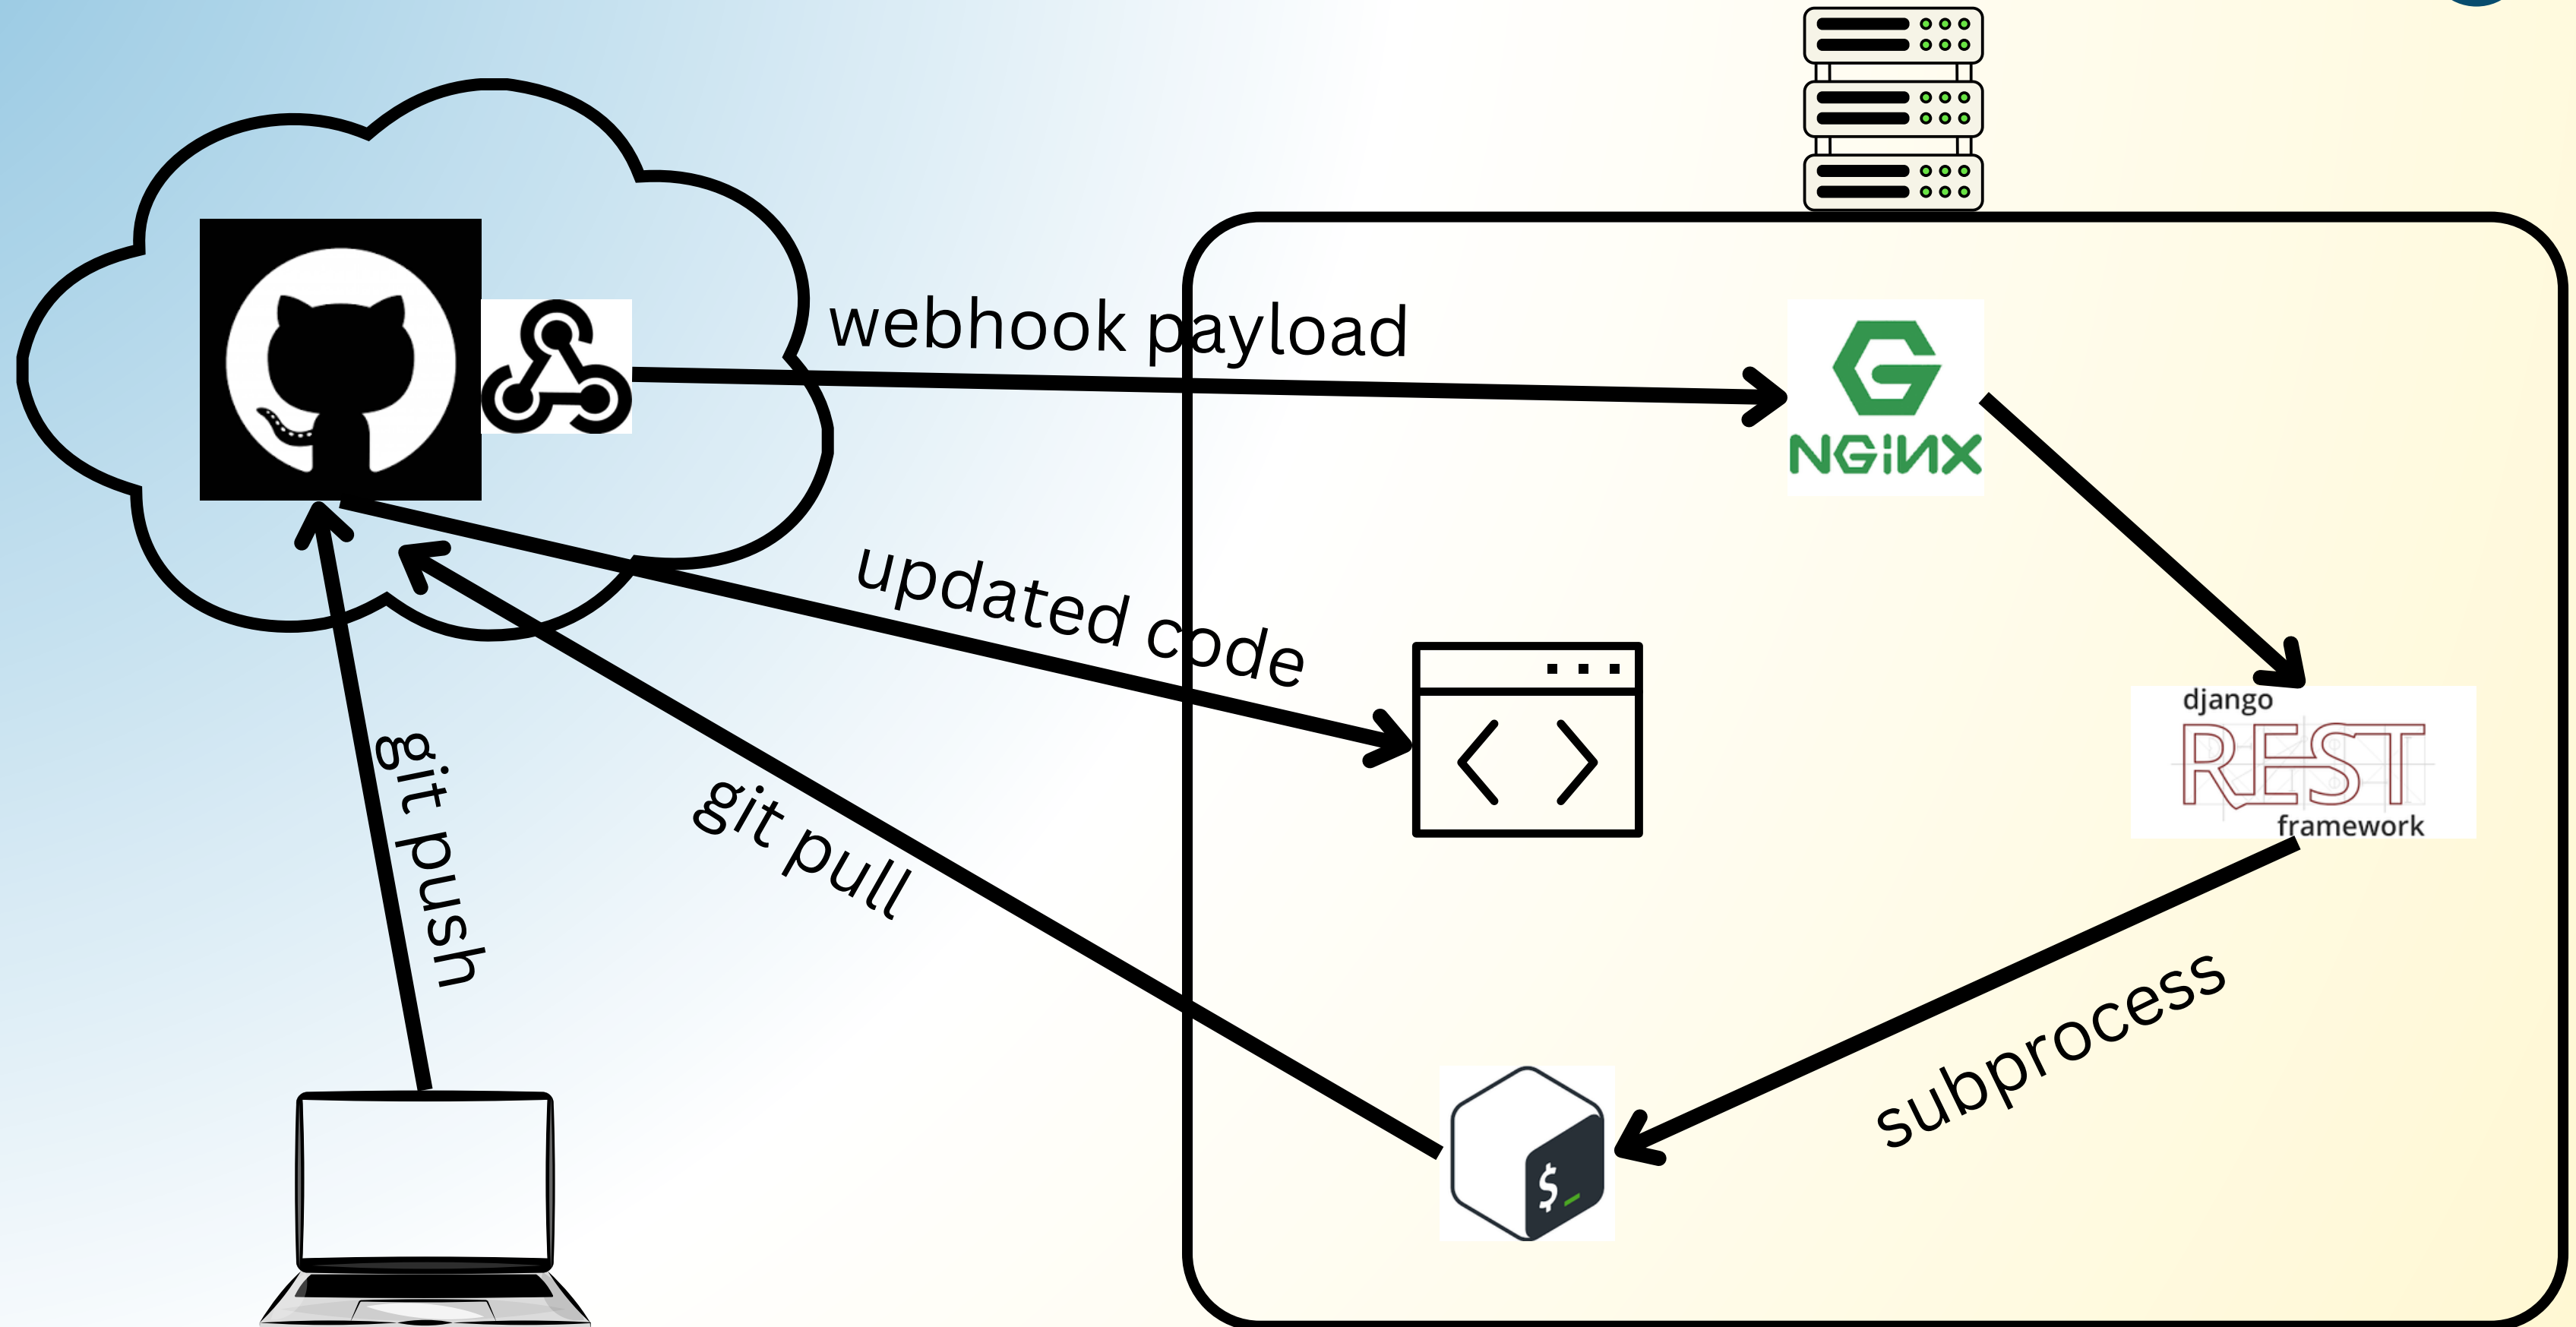 webhook payload
NGiNX
updated code
django
REST
framework
git push
git pull
subprocess
$_